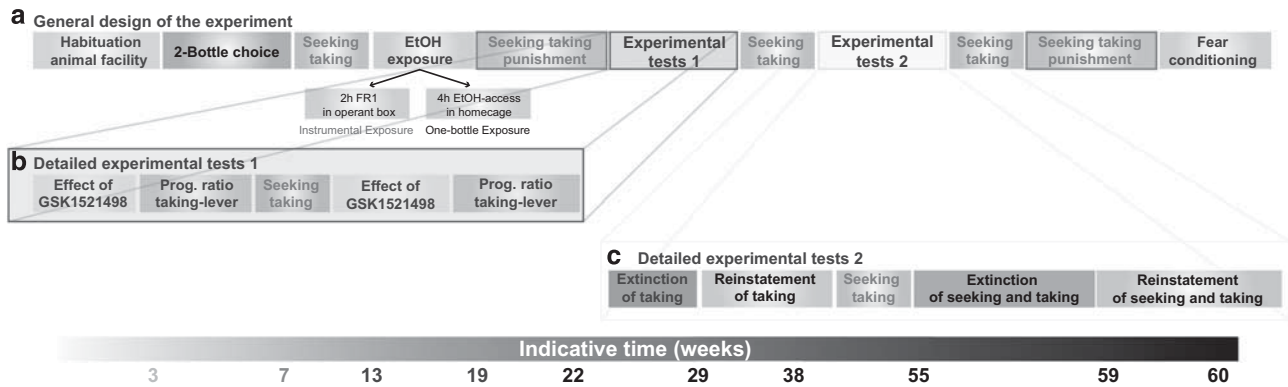 a General design of the experiment
Habituation
animal facility
2-Bottle choice
Seeking
taking
EtOH
exposure
Seeking taking
punishment
Experimental
tests 1
Seeking
taking
Experimental
tests 2
Seeking
taking
Seeking taking
punishment
Fear
conditioning
2h FR1
in operant box
4h EtOH-access
in homecage
Instrumental Exposure
One-bottle Exposure
b Detailed experimental tests 1
Effect of
GSK1521498
Prog. ratio
taking-lever
Seeking
taking
Effect of
GSK1521498
Prog. ratio
taking-lever
c Detailed experimental tests 2
Extinction
of taking
Reinstatement
of taking
Seeking
taking
Extinction
of seeking and taking
Reinstatement
of seeking and taking
Indicative time (weeks)
3 7 13 19 22 29 38 55 59 60